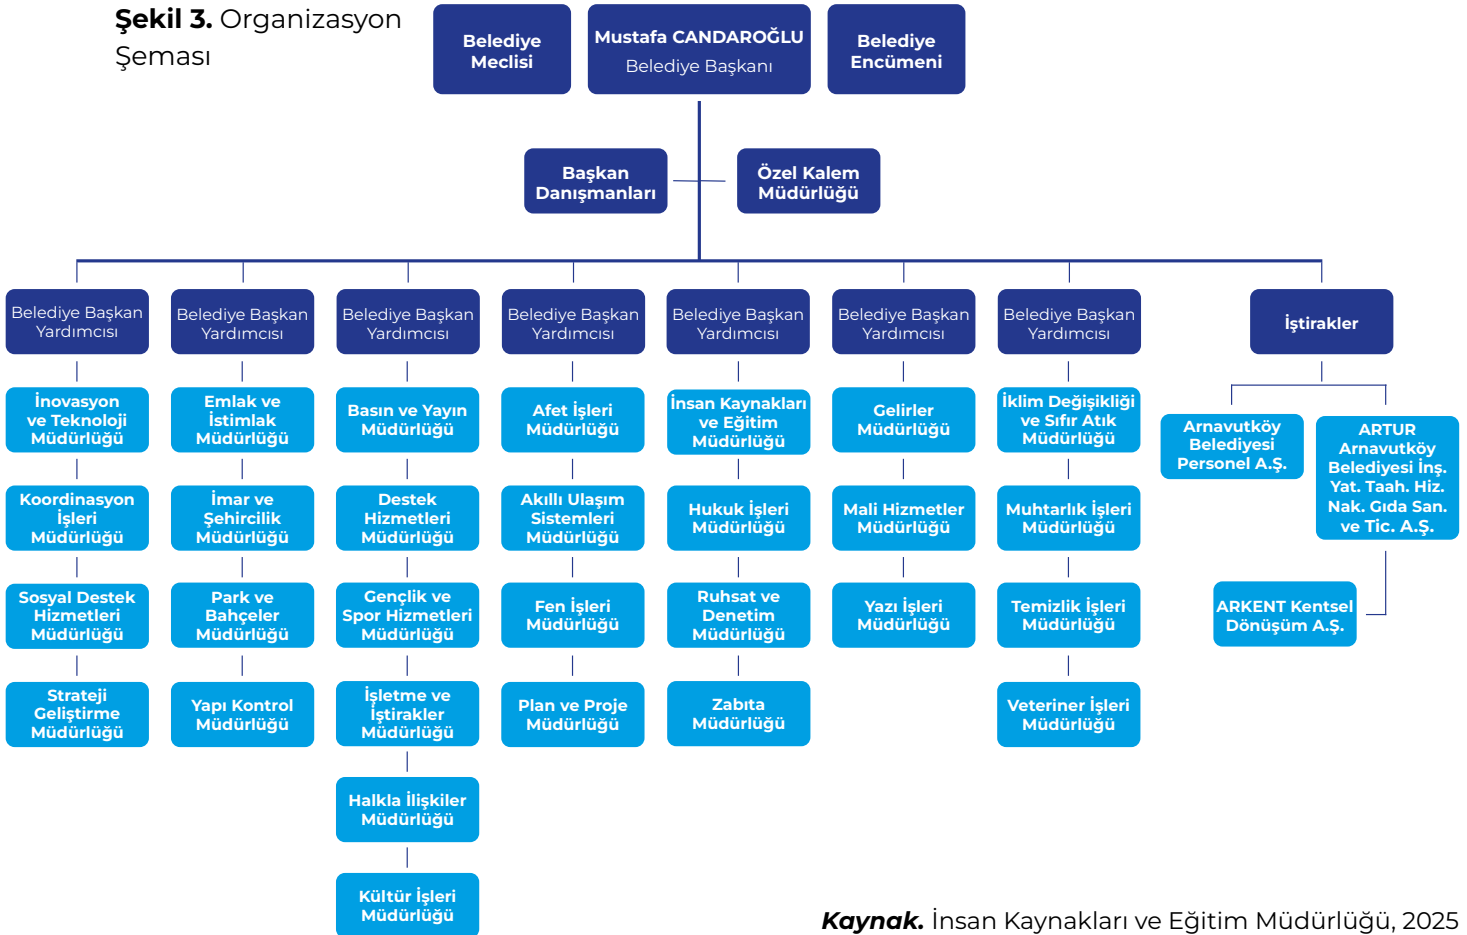 Şekil 3. Organizasyon
Şeması
Belediye
Meclisi
Mustafa CANDAROĞLU
Belediye Başkanı
Belediye
Encümeni
Başkan
Danışmanları
Özel Kalem
Müdürlüğü
Belediye Başkan
Yardımcısı
İnovasyon
ve Teknoloji
Müdürlüğü
Koordinasyon
İşleri
Müdürlüğü
Sosyal Destek
Hizmetleri
Müdürlüğü
Strateji
Geliştirme
Müdürlüğü
Belediye Başkan
Yardımcısı
Emlak ve
İstimlak
Müdürlüğü
İmar ve
Şehircilik
Müdürlüğü
Park ve
Bahçeler
Müdürlüğü
Yapı Kontrol
Müdürlüğü
Belediye Başkan
Yardımcısı
Basın ve Yayın
Müdürlüğü
Destek
Hizmetleri
Müdürlüğü
Gençlik ve
Spor Hizmetleri
Müdürlüğü
İşletme ve
İştirakler
Müdürlüğü
Halkla İlişkiler
Müdürlüğü
Kültür İşleri
Müdürlüğü
Belediye Başkan
Yardımcısı
Afet İşleri
Müdürlüğü
Akıllı Ulaşım
Sistemleri
Müdürlüğü
Fen İşleri
Müdürlüğü
Plan ve Proje
Müdürlüğü
Belediye Başkan
Yardımcısı
İnsan Kaynakları
ve Eğitim
Müdürlüğü
Hukuk İşleri
Müdürlüğü
Ruhsat ve
Denetim
Müdürlüğü
Zabıta
Müdürlüğü
Belediye Başkan
Yardımcısı
Gelirler
Müdürlüğü
Mali Hizmetler
Müdürlüğü
Yazı İşleri
Müdürlüğü
Belediye Başkan
Yardımcısı
İklim Değişikliği
ve Sıfır Atık
Müdürlüğü
Muhtarlık İşleri
Müdürlüğü
Temizlik İşleri
Müdürlüğü
Veteriner İşleri
Müdürlüğü
İştirakler
Arnavutköy
Belediyesi
Personel A.Ş.
ARTUR
Arnavutköy
Belediyesi İnş.
Yat. Taah. Hiz.
Nak. Gıda San.
ve Tic. A.Ş.
ARKENT Kentsel
Dönüşüm A.Ş.
Kaynak. İnsan Kaynakları ve Eğitim Müdürlüğü, 2025